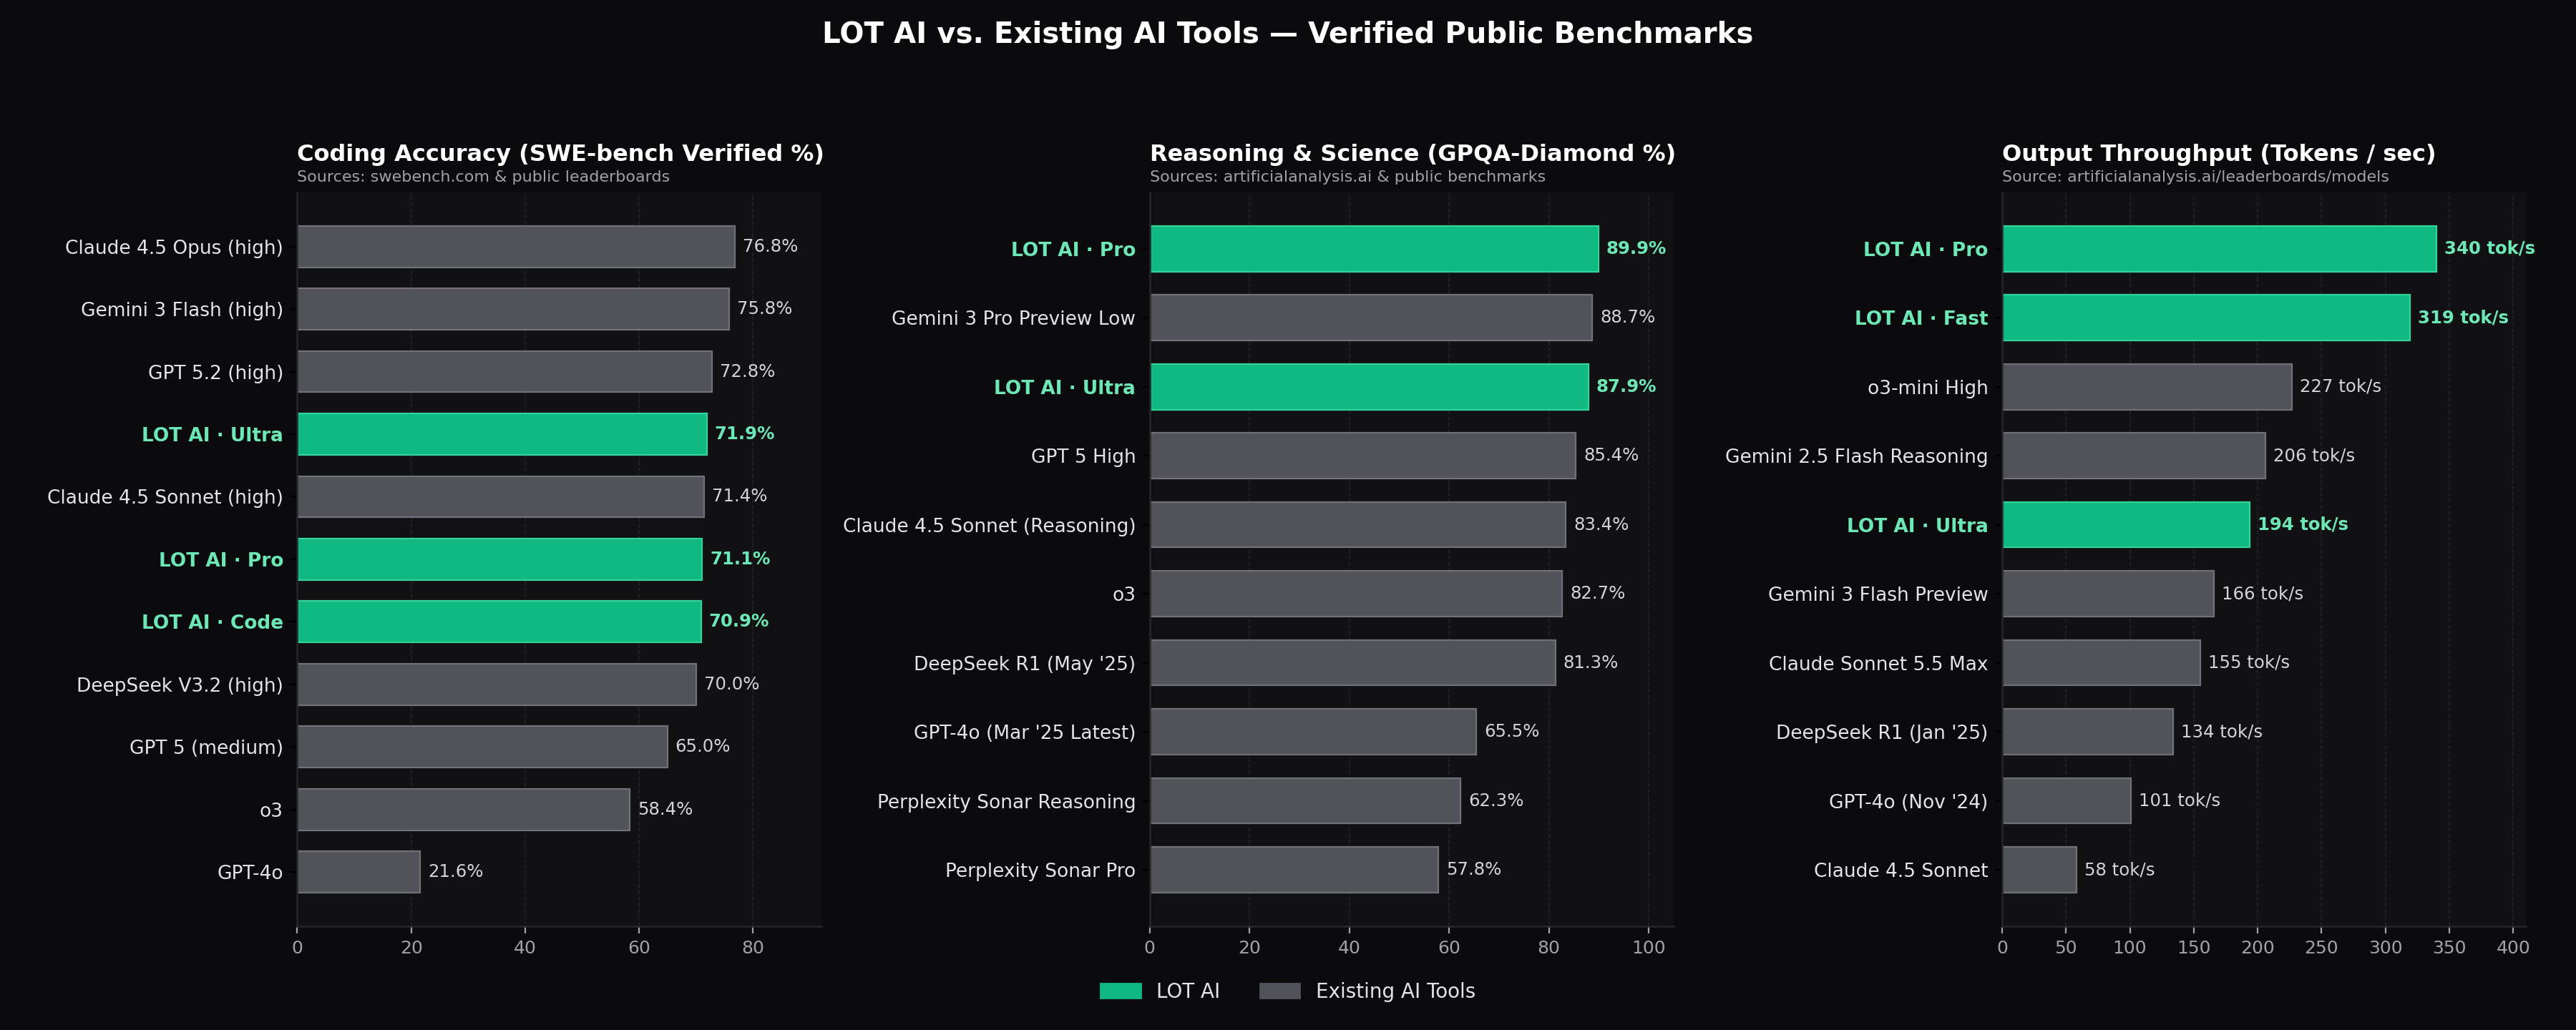 LOT AI vs. Existing AI Tools — Verified Public Benchmarks
Coding Accuracy (SWE-bench Verified %)
Sources: swebench.com & public leaderboards
Claude 4.5 Opus (high) 76.8%
Gemini 3 Flash (high) 75.8%
GPT 5.2 (high) 72.8%
LOT AI · Ultra 71.9%
Claude 4.5 Sonnet (high) 71.4%
LOT AI · Pro 71.1%
LOT AI · Code 70.9%
DeepSeek V3.2 (high) 70.0%
GPT 5 (medium) 65.0%
o3 58.4%
GPT-4o 21.6%
0 20 40 60 80
Reasoning & Science (GPQA-Diamond %)
Sources: artificialanalysis.ai & public benchmarks
LOT AI · Pro 89.9%
Gemini 3 Pro Preview Low 88.7%
LOT AI · Ultra 87.9%
GPT 5 High 85.4%
Claude 4.5 Sonnet (Reasoning) 83.4%
o3 82.7%
DeepSeek R1 (May '25) 81.3%
GPT-4o (Mar '25 Latest) 65.5%
Perplexity Sonar Reasoning 62.3%
Perplexity Sonar Pro 57.8%
0 20 40 60 80 100
Output Throughput (Tokens / sec)
Source: artificialanalysis.ai/leaderboards/models
LOT AI · Pro 340 tok/s
LOT AI · Fast 319 tok/s
o3-mini High 227 tok/s
Gemini 2.5 Flash Reasoning 206 tok/s
LOT AI · Ultra 194 tok/s
Gemini 3 Flash Preview 166 tok/s
Claude Sonnet 5.5 Max 155 tok/s
DeepSeek R1 (Jan '25) 134 tok/s
GPT-4o (Nov '24) 101 tok/s
Claude 4.5 Sonnet 58 tok/s
0 50 100 150 200 250 300 350 400
LOT AI Existing AI Tools